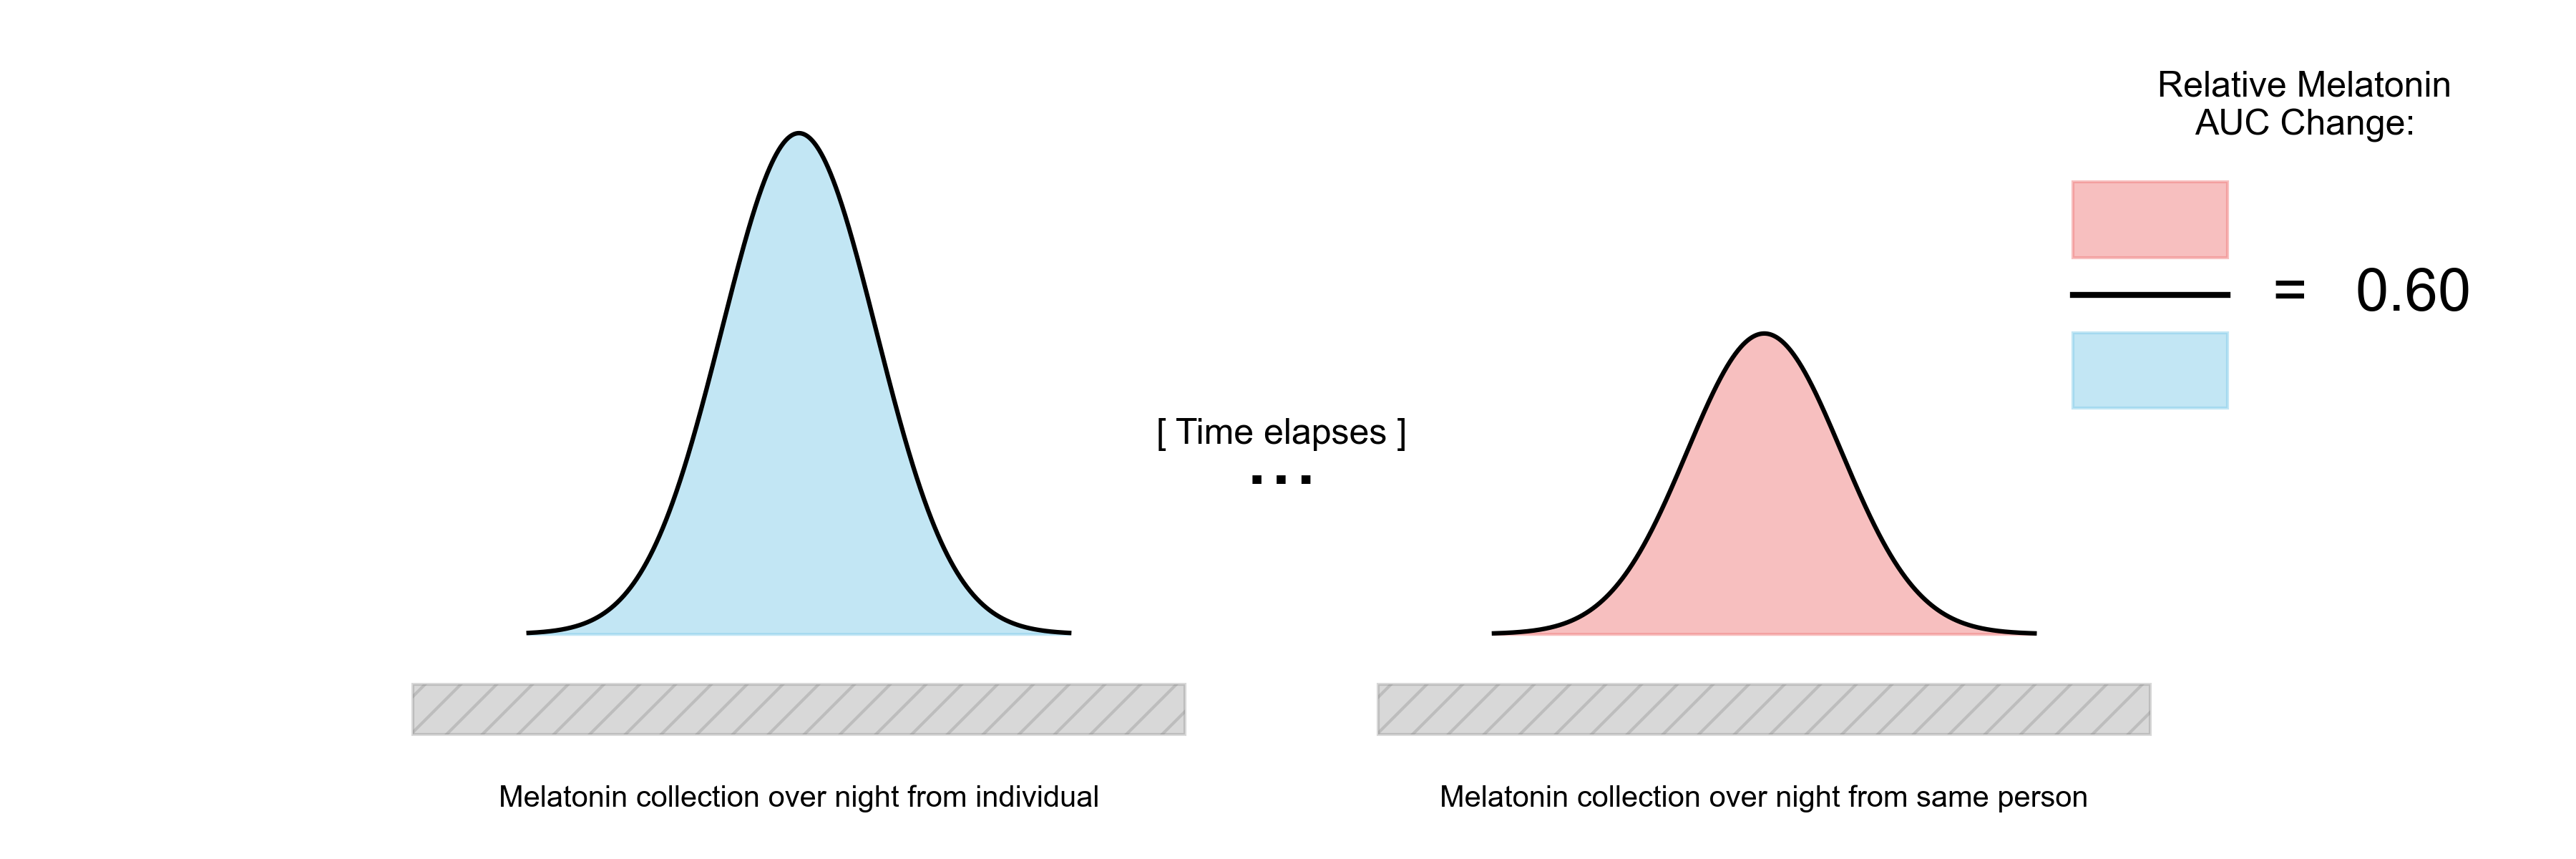 Relative Melatonin
AUC Change:
= 0.60
[ Time elapses ]
...
Melatonin collection over night from individual
Melatonin collection over night from same person